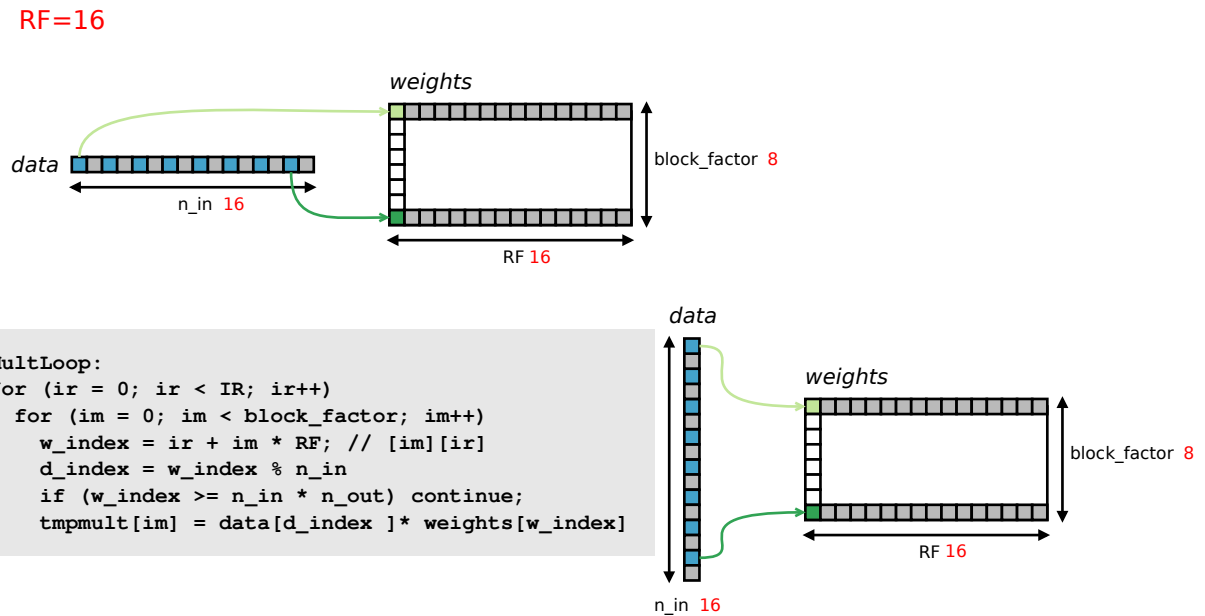 RF=16
weights
data
block_factor 8
n_in 16
RF 16
data
MultLoop:
for (ir = 0; ir < IR; ir++)
for (im = 0; im < block_factor; im++)
w_index = ir + im * RF; // [im][ir]
d_index = w_index % n_in
if (w_index >= n_in * n_out) continue;
tmpmult[im] = data[d_index ]* weights[w_index]
weights
block_factor 8
RF 16
n_in 16